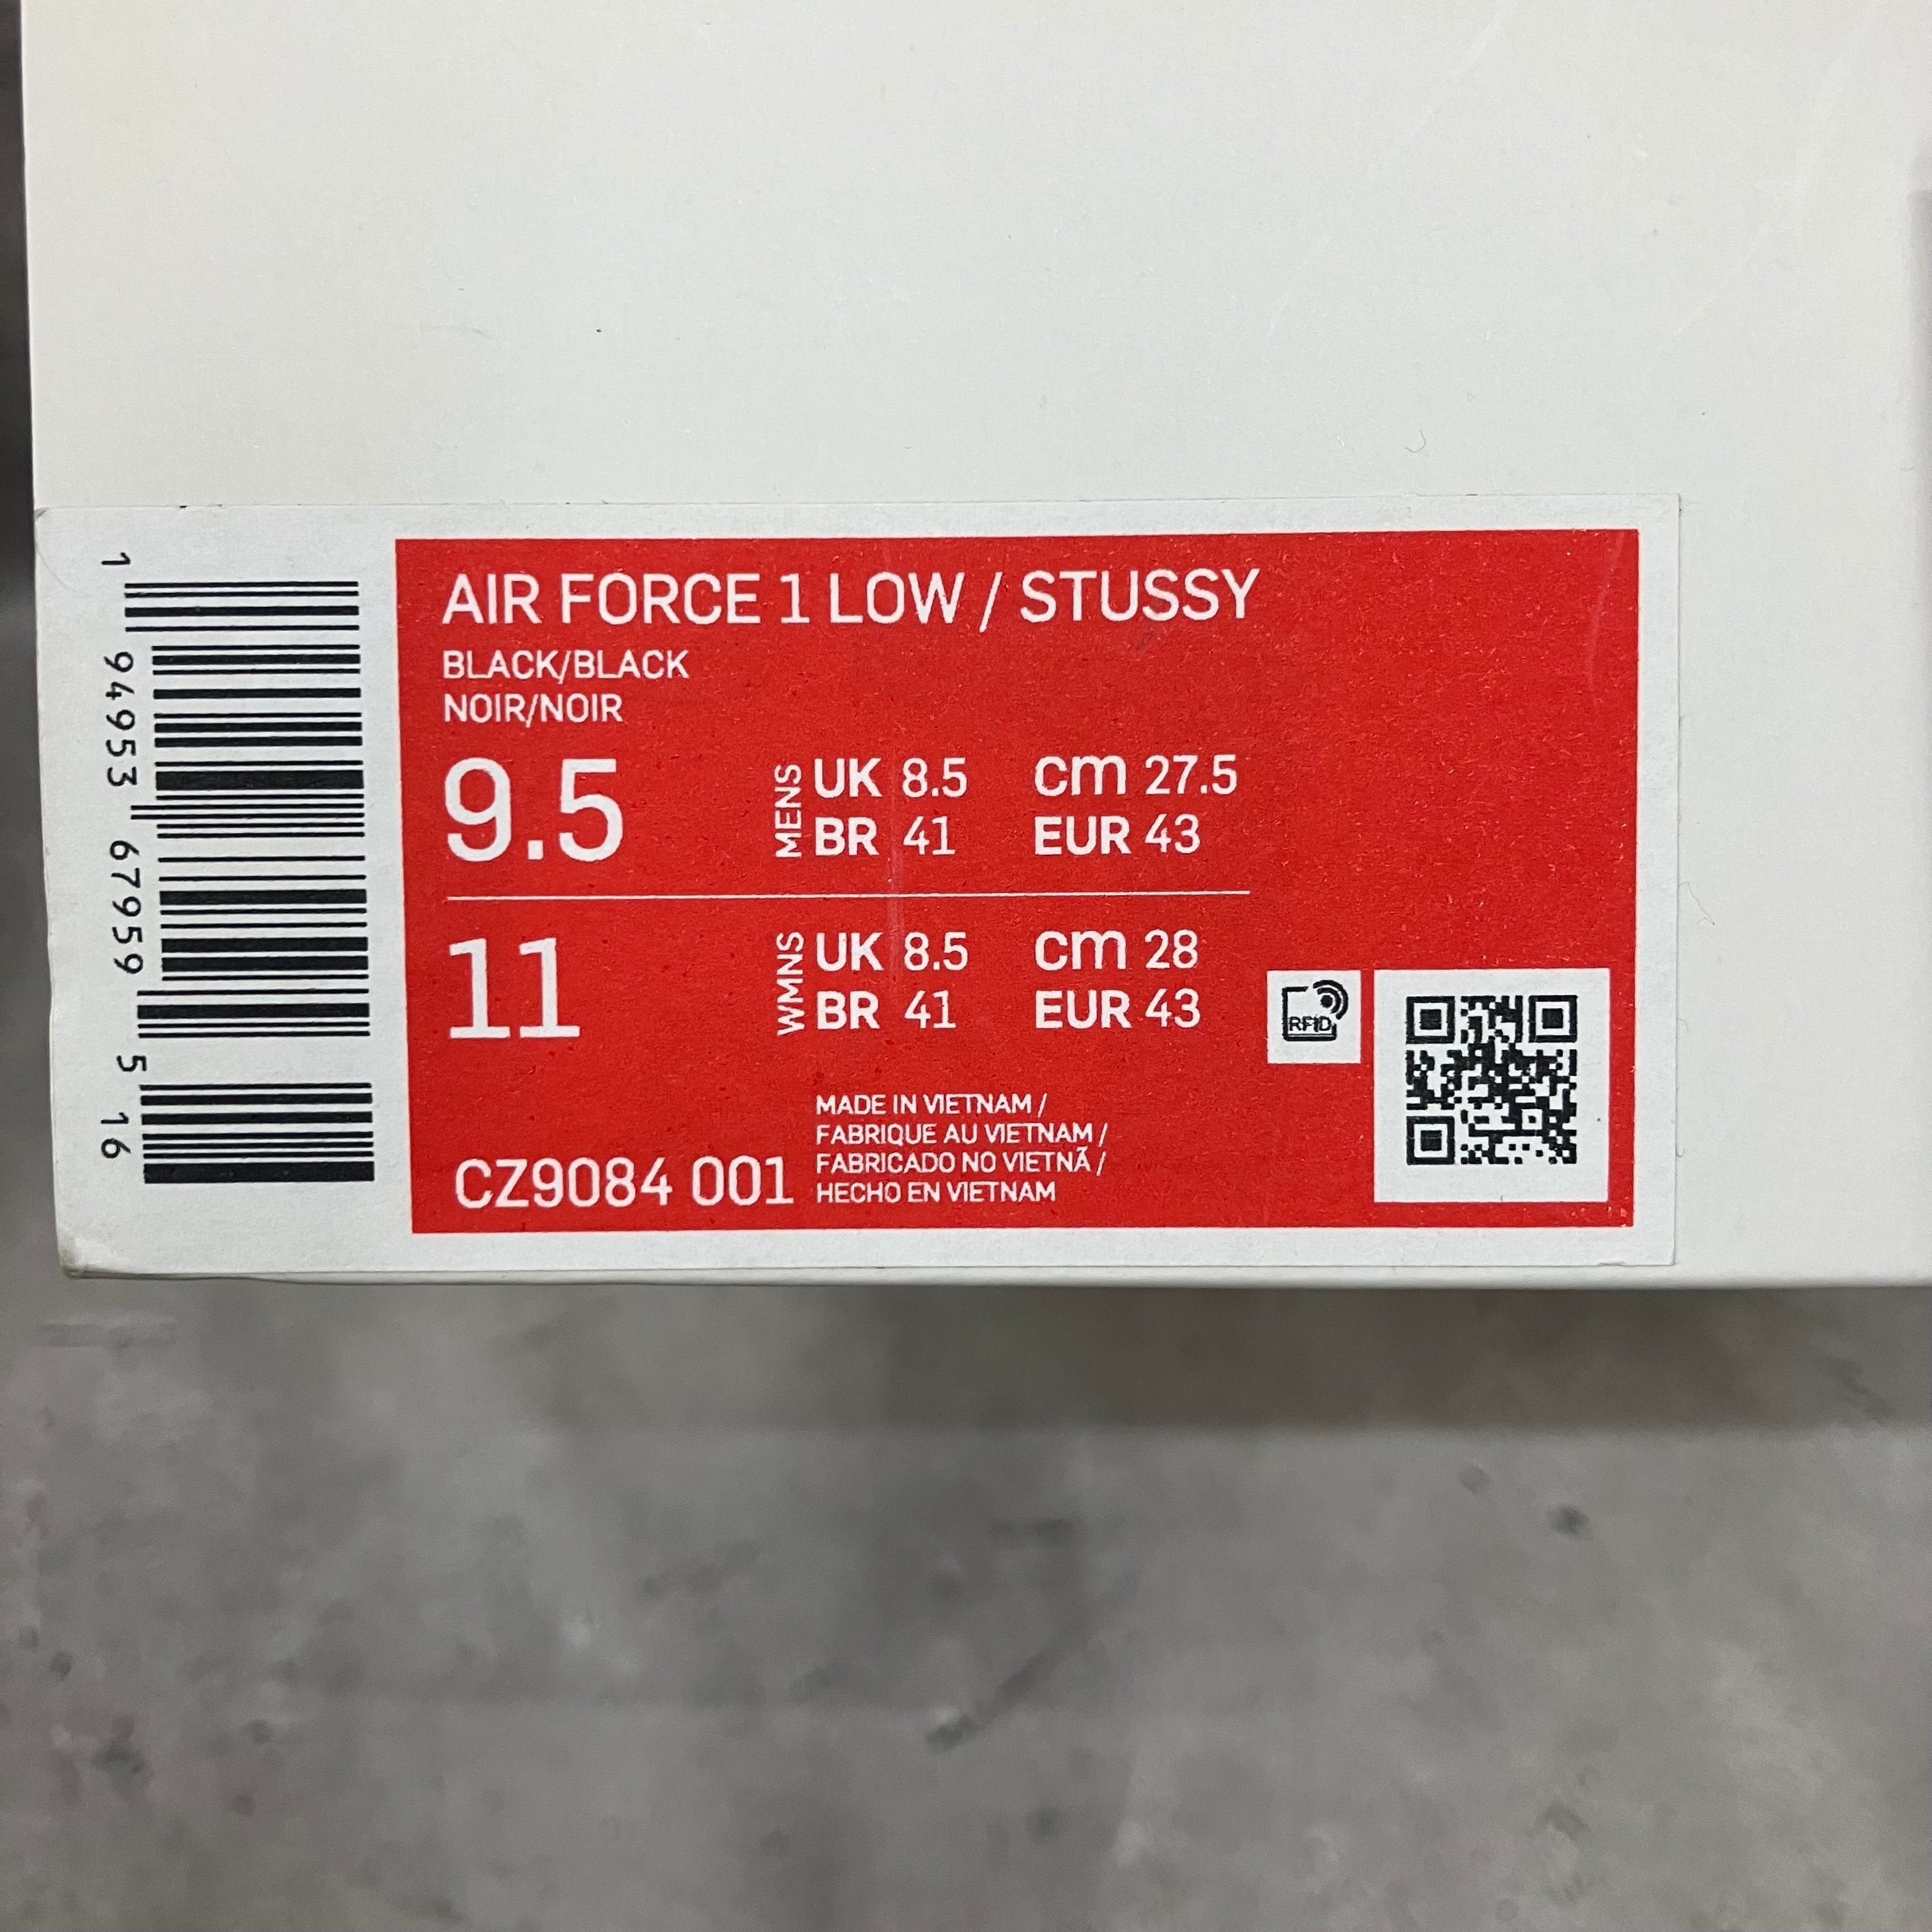 AIR FORCE 1 LOW / STUSSY
BLACK/BLACK
NOIR/NOIR
9.5 MENS UK 8.5 cm 27.5
BR 41 EUR 43
11 WMNS UK 8.5 cm 28
BR 41 EUR 43
MADE IN VIETNAM /
FABRIQUE AU VIETNAM /
FABRICADO NO VIETNÃ /
HECHO EN VIETNAM
CZ9084 001
RFID
1 94953 67959 5 16